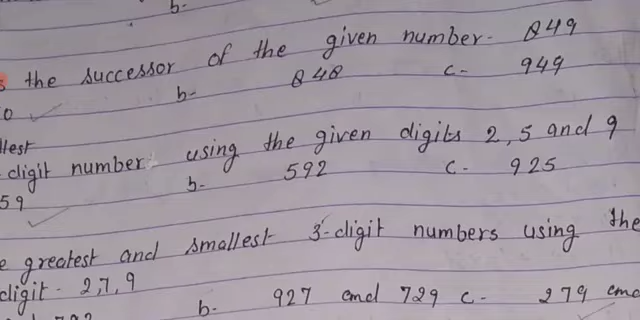 b-
the successor of the given number- 849
0 b- 848 c- 949
llest
digit number using the given digits 2, 5 and 9
59 b- 592 c- 925
e greatest and smallest 3-digit numbers using the
digit- 2,7,9
b- 927 and 729 c- 279 and